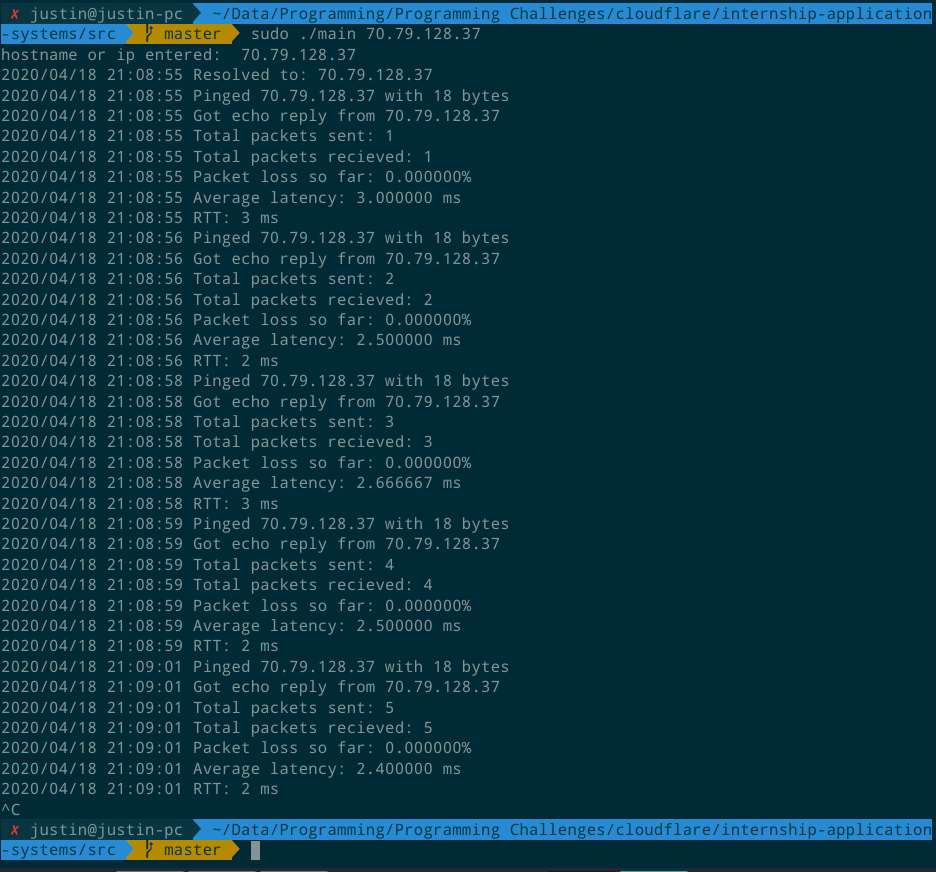 ✗ justin@justin-pc ~/Data/Programming/Programming Challenges/cloudflare/internship-application
-systems/src master sudo ./main 70.79.128.37
hostname or ip entered:  70.79.128.37
2020/04/18 21:08:55 Resolved to: 70.79.128.37
2020/04/18 21:08:55 Pinged 70.79.128.37 with 18 bytes
2020/04/18 21:08:55 Got echo reply from 70.79.128.37
2020/04/18 21:08:55 Total packets sent: 1
2020/04/18 21:08:55 Total packets recieved: 1
2020/04/18 21:08:55 Packet loss so far: 0.000000%
2020/04/18 21:08:55 Average latency: 3.000000 ms
2020/04/18 21:08:55 RTT: 3 ms
2020/04/18 21:08:56 Pinged 70.79.128.37 with 18 bytes
2020/04/18 21:08:56 Got echo reply from 70.79.128.37
2020/04/18 21:08:56 Total packets sent: 2
2020/04/18 21:08:56 Total packets recieved: 2
2020/04/18 21:08:56 Packet loss so far: 0.000000%
2020/04/18 21:08:56 Average latency: 2.500000 ms
2020/04/18 21:08:56 RTT: 2 ms
2020/04/18 21:08:58 Pinged 70.79.128.37 with 18 bytes
2020/04/18 21:08:58 Got echo reply from 70.79.128.37
2020/04/18 21:08:58 Total packets sent: 3
2020/04/18 21:08:58 Total packets recieved: 3
2020/04/18 21:08:58 Packet loss so far: 0.000000%
2020/04/18 21:08:58 Average latency: 2.666667 ms
2020/04/18 21:08:58 RTT: 3 ms
2020/04/18 21:08:59 Pinged 70.79.128.37 with 18 bytes
2020/04/18 21:08:59 Got echo reply from 70.79.128.37
2020/04/18 21:08:59 Total packets sent: 4
2020/04/18 21:08:59 Total packets recieved: 4
2020/04/18 21:08:59 Packet loss so far: 0.000000%
2020/04/18 21:08:59 Average latency: 2.500000 ms
2020/04/18 21:08:59 RTT: 2 ms
2020/04/18 21:09:01 Pinged 70.79.128.37 with 18 bytes
2020/04/18 21:09:01 Got echo reply from 70.79.128.37
2020/04/18 21:09:01 Total packets sent: 5
2020/04/18 21:09:01 Total packets recieved: 5
2020/04/18 21:09:01 Packet loss so far: 0.000000%
2020/04/18 21:09:01 Average latency: 2.400000 ms
2020/04/18 21:09:01 RTT: 2 ms
^C
✗ justin@justin-pc ~/Data/Programming/Programming Challenges/cloudflare/internship-application
-systems/src master